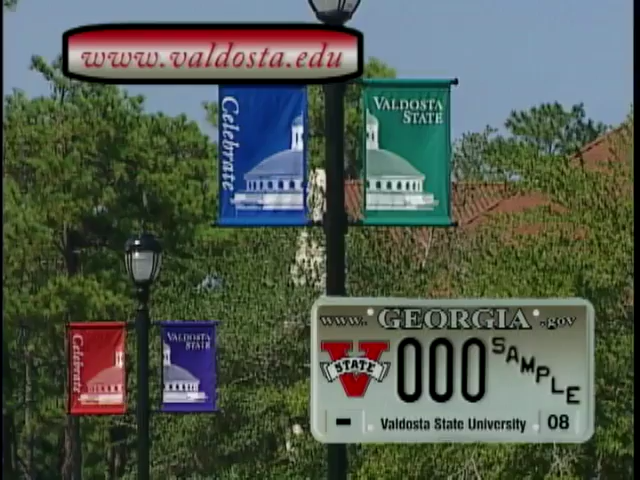 www.valdosta.edu
Celebrate
VALDOSTA
STATE
Celebrate
VALDOSTA
STATE
www. GEORGIA .gov
STATE
V 000 SAMPLE
Valdosta State University 08